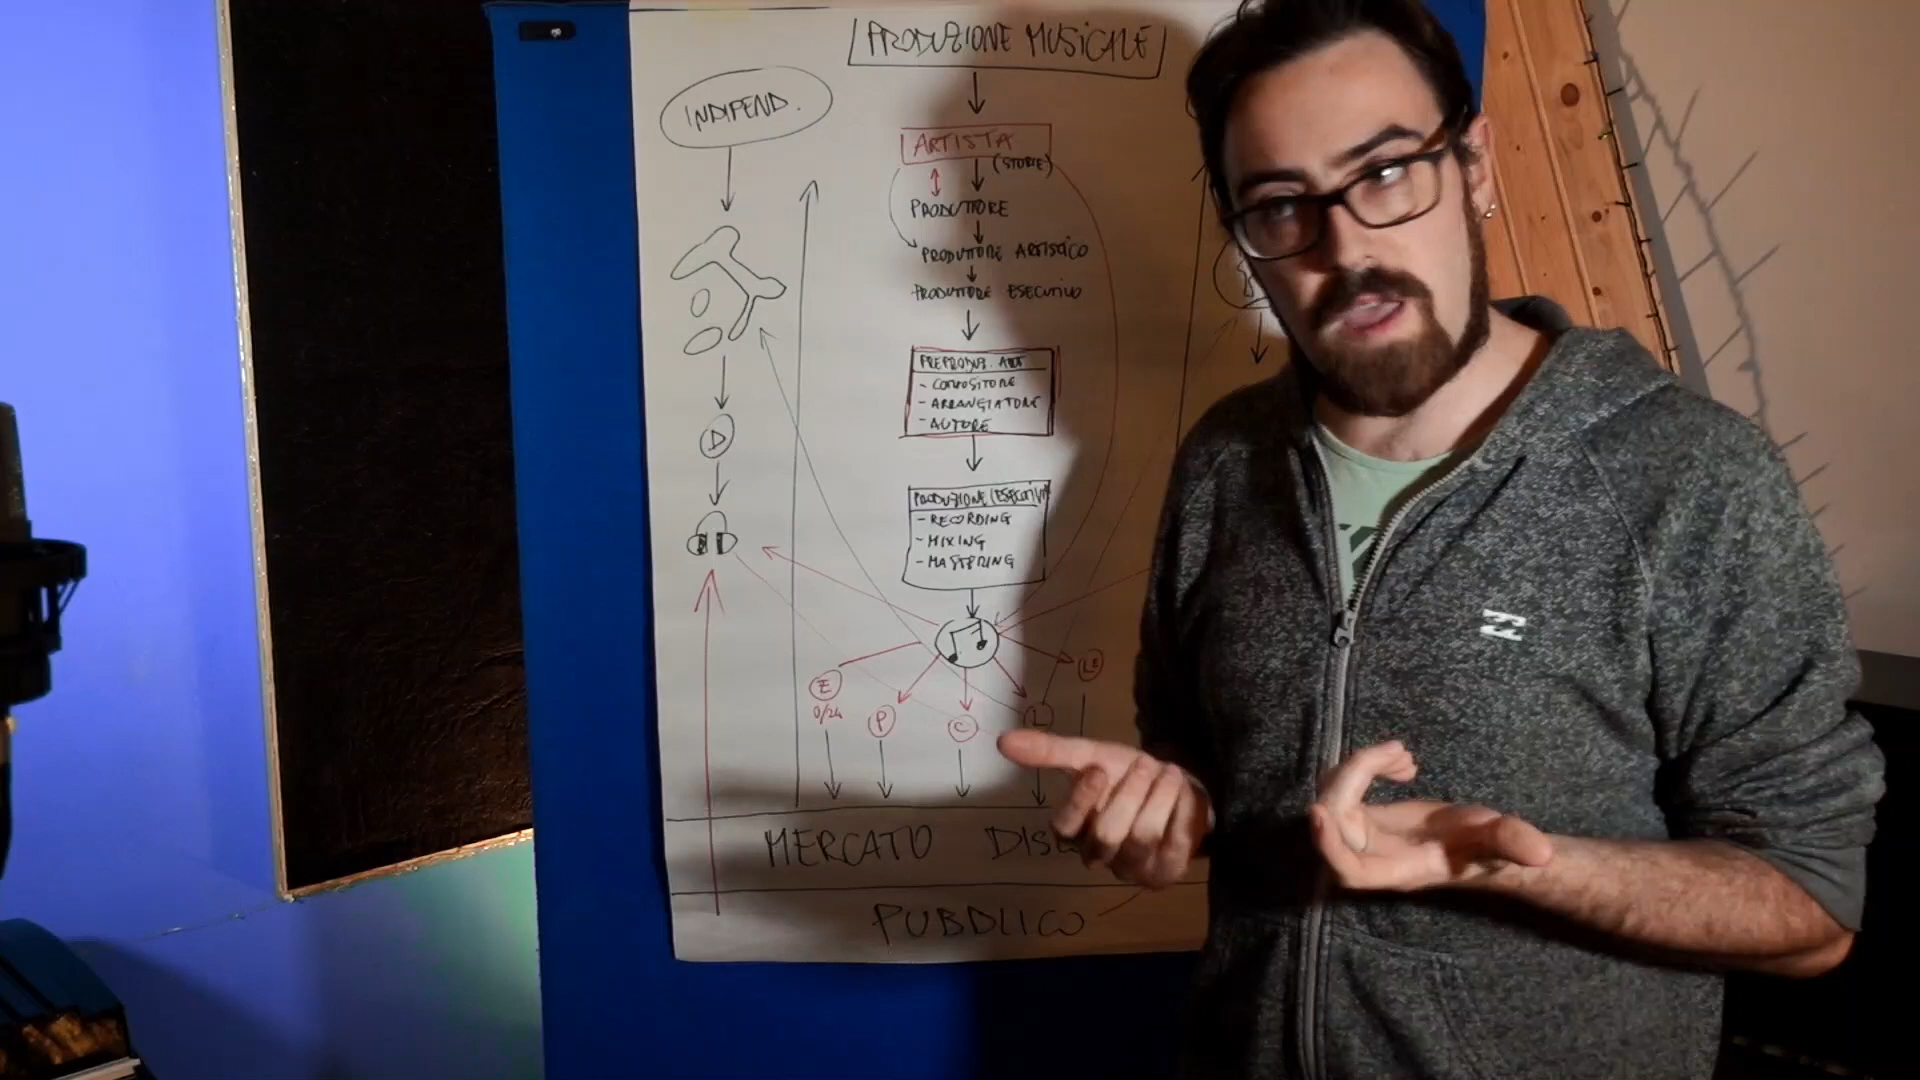 PRODUZIONE MUSICALE
INDIPEND.
ARTISTA
(STORIE)
PRODUTTORE
PRODUTTORE ARTISTICO
PRODUTTORE ESECUTIVO
PREPRODUZ. ART
- COMPOSITORE
- ARRANGIATORE
- AUTORE
D
PRODUZIONE (ESECUTIVA
- RECORDING
- MIXING
- MASTERING
LE
E
0/24
P
C
L
MERCATO DISC
PUBBLICO